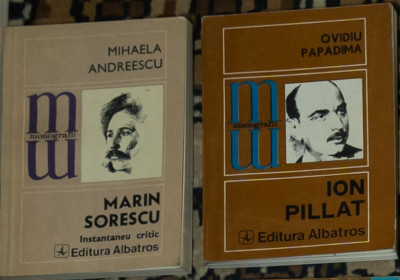 MIHAELA
ANDREESCU
monografii
MARIN
SORESCU
Instantaneu critic
Editura Albatros
OVIDIU
PAPADIMA
monografii
ION
PILLAT
Editura Albatros